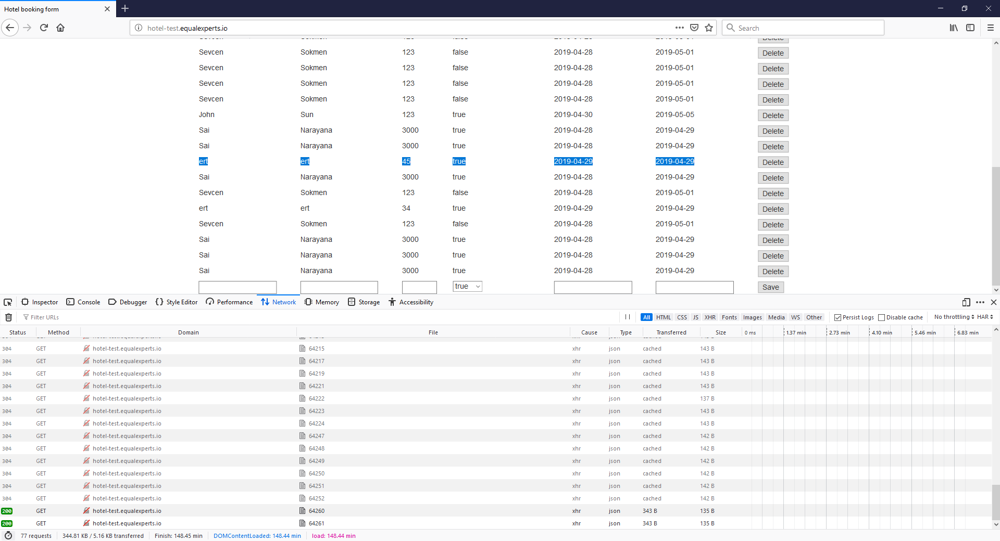 Hotel booking form
hotel-test.equalexperts.io
Search
Sevcen Sokmen 123 false 2019-04-28 2019-05-01 Delete
Sevcen Sokmen 123 false 2019-04-28 2019-05-01 Delete
Sevcen Sokmen 123 false 2019-04-28 2019-05-01 Delete
Sevcen Sokmen 123 false 2019-04-28 2019-05-01 Delete
Sevcen Sokmen 123 false 2019-04-28 2019-05-01 Delete
John Sun 123 true 2019-04-30 2019-05-05 Delete
Sai Narayana 3000 true 2019-04-28 2019-04-29 Delete
Sai Narayana 3000 true 2019-04-28 2019-04-29 Delete
ert ert 45 true 2019-04-29 2019-04-29 Delete
Sai Narayana 3000 true 2019-04-28 2019-04-29 Delete
Sevcen Sokmen 123 false 2019-04-28 2019-05-01 Delete
ert ert 34 true 2019-04-29 2019-04-29 Delete
Sevcen Sokmen 123 false 2019-04-28 2019-05-01 Delete
Sai Narayana 3000 true 2019-04-28 2019-04-29 Delete
Sai Narayana 3000 true 2019-04-28 2019-04-29 Delete
Sai Narayana 3000 true 2019-04-28 2019-04-29 Delete
true Save
Inspector Console Debugger Style Editor Performance Network Memory Storage Accessibility
Filter URLs All HTML CSS JS XHR Fonts Images Media WS Other Persist Logs Disable cache No throttling HAR
Status Method Domain File Cause Type Transferred Size 0 ms 1.37 min 2.73 min 4.10 min 5.46 min 6.83 min
304 GET hotel-test.equalexperts.io 64215 xhr json cached 143 B
304 GET hotel-test.equalexperts.io 64217 xhr json cached 143 B
304 GET hotel-test.equalexperts.io 64219 xhr json cached 143 B
304 GET hotel-test.equalexperts.io 64221 xhr json cached 143 B
304 GET hotel-test.equalexperts.io 64222 xhr json cached 137 B
304 GET hotel-test.equalexperts.io 64223 xhr json cached 143 B
304 GET hotel-test.equalexperts.io 64224 xhr json cached 143 B
304 GET hotel-test.equalexperts.io 64247 xhr json cached 142 B
304 GET hotel-test.equalexperts.io 64248 xhr json cached 142 B
304 GET hotel-test.equalexperts.io 64249 xhr json cached 142 B
304 GET hotel-test.equalexperts.io 64250 xhr json cached 142 B
304 GET hotel-test.equalexperts.io 64251 xhr json cached 142 B
304 GET hotel-test.equalexperts.io 64252 xhr json cached 142 B
200 GET hotel-test.equalexperts.io 64260 xhr json 343 B 135 B
200 GET hotel-test.equalexperts.io 64261 xhr json 343 B 135 B
77 requests 344.81 KB / 5.16 KB transferred Finish: 148.45 min DOMContentLoaded: 148.44 min load: 148.44 min